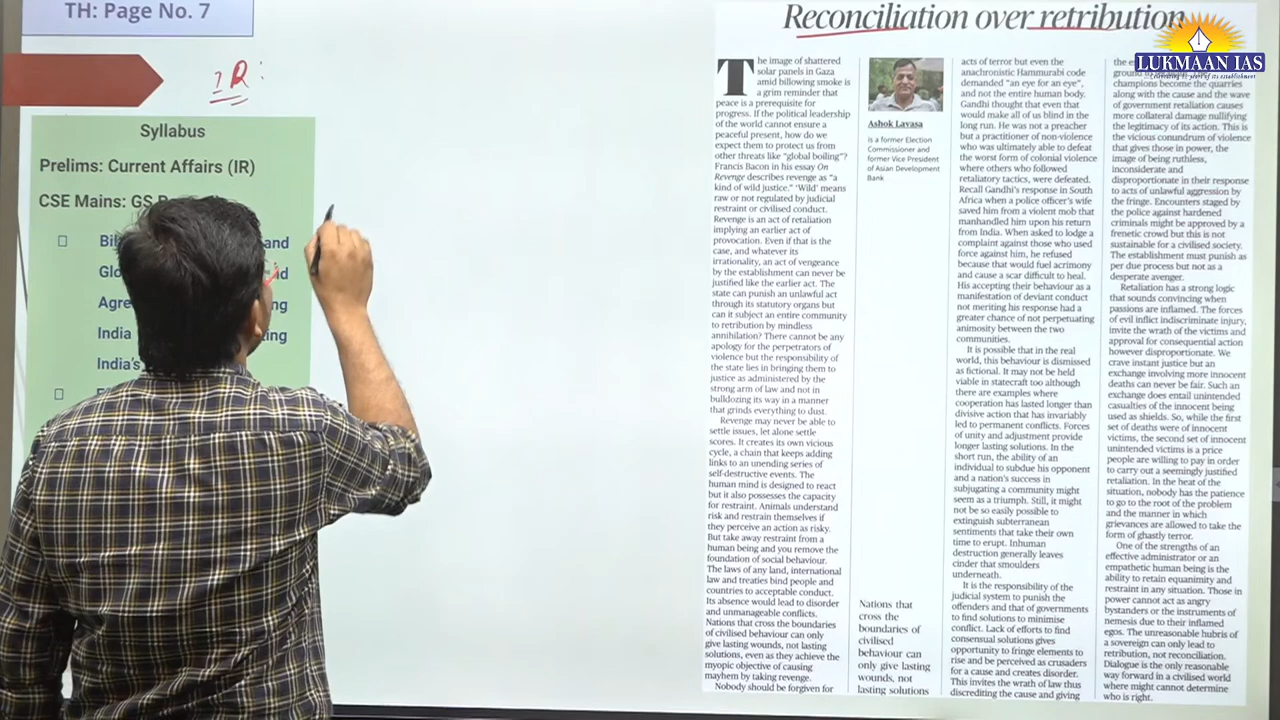 TH: Page No. 7
2 R:
Syllabus
Prelims: Current Affairs (IR)
CSE Mains: GS
and
India
India's
Reconciliation over retribution
LUKMAAN IAS
The image of shattered
solar panels in Gaza
amid billowing smoke is
a grim reminder that
peace is a prerequisite for
progress. If the political leadership
of the world cannot ensure a
peaceful present, how do we
expect them to protect us from
other threats like "global boiling"?
Francis Bacon in his essay On
Revenge describes revenge as "a
kind of wild justice." 'Wild' means
raw or not regulated by judicial
restraint or civilised conduct.
Revenge is an act of retaliation
implying an earlier act of
provocation. Even if that is the
case, and whatever its
irrationality, an act of vengeance
by the establishment can never be
justified like the earlier act. The
state can punish an unlawful act
through its statutory organs but
can it subject an entire community
to retribution by mindless
annihilation? There cannot be any
apology for the perpetrators of
violence but the responsibility of
the state lies in bringing them to
justice as administered by the
strong arm of law and not in
bulldozing its way in a manner
that grinds everything to dust.
Revenge may never be able to
settle issues, let alone settle
scores. It creates its own vicious
cycle, a chain that keeps adding
links to an unending series of
self-destructive events. The
human mind is designed to react
but it also possesses the capacity
for restraint. Animals understand
risk and restrain themselves if
they perceive an action as risky.
But take away restraint from a
human being and you remove the
foundation of social behaviour.
The laws of any land, international
law and treaties bind people and
countries to acceptable conduct.
Its absence would lead to disorder
and unmanageable conflicts.
Nations that cross the boundaries
of civilised behaviour can only
give lasting wounds, not lasting
solutions, even as they achieve the
myopic objective of causing
mayhem by taking revenge.
Nobody should be forgiven for
Ashok Lavasa
is a former Election
Commissioner and
former Vice President
of Asian Development
Bank
Nations that
cross the
boundaries of
civilised
behaviour can
only give lasting
wounds, not
lasting solutions
acts of terror but even the
anachronistic Hammurabi code
demanded "an eye for an eye",
and not the entire human body.
Gandhi thought that even that
would make all of us blind in the
long run. He was not a preacher
but a practitioner of non-violence
who was ultimately able to defeat
the worst form of colonial violence
where others who followed
retaliatory tactics, were defeated.
Recall Gandhi's response in South
Africa when a police officer's wife
saved him from a violent mob that
manhandled him upon his return
from India. When asked to lodge a
complaint against those who used
force against him, he refused
because that would fuel acrimony
and cause a scar difficult to heal.
His accepting their behaviour as a
manifestation of deviant conduct
not meriting his response had a
greater chance of not perpetuating
animosity between the two
communities.
It is possible that in the real
world, this behaviour is dismissed
as fictional. It may not be held
viable in statecraft too although
there are examples where
cooperation has lasted longer than
divisive action that has invariably
led to permanent conflicts. Forces
of unity and adjustment provide
longer lasting solutions. In the
short run, the ability of an
individual to subdue his opponent
and a nation's success in
subjugating a community might
seem as a triumph. Still, it might
not be so easily possible to
extinguish subterranean
sentiments that take their own
time to erupt. Inhuman
destruction generally leaves
cinder that smoulders
underneath.
It is the responsibility of the
judicial system to punish the
offenders and that of governments
to find solutions to minimise
conflict. Lack of efforts to find
consensual solutions gives
opportunity to fringe elements to
rise and be perceived as crusaders
for a cause and creates disorder.
This invites the wrath of law thus
discrediting the cause and giving
the
ground
champions become the quarries
along with the cause and the wave
of government retaliation causes
more collateral damage nullifying
the legitimacy of its action. This is
the vicious conundrum of violence
that gives those in power, the
image of being ruthless,
inconsiderate and
disproportionate in their response
to acts of unlawful aggression by
the fringe. Encounters staged by
the police against hardened
criminals might be approved by a
frenetic crowd but this is not
sustainable for a civilised society.
The establishment must punish as
per due process but not as a
desperate avenger.
Retaliation has a strong logic
that sounds convincing when
passions are inflamed. The forces
of evil inflict indiscriminate injury,
invite the wrath of the victims and
approval for consequential action
however disproportionate. We
crave instant justice but an
exchange involving more innocent
deaths can never be fair. Such an
exchange does entail unintended
casualties of the innocent being
used as shields. So, while the first
set of deaths were of innocent
victims, the second set of innocent
unintended victims is a price
people are willing to pay in order
to carry out a seemingly justified
retaliation. In the heat of the
situation, nobody has the patience
to go to the root of the problem
and the manner in which
grievances are allowed to take the
form of ghastly terror.
One of the strengths of an
effective administrator or an
empathetic human being is the
ability to retain equanimity and
restraint in any situation. Those in
power cannot act as angry
bystanders or the instruments of
nemesis due to their inflamed
egos. The unreasonable hubris of
a sovereign can only lead to
retribution, not reconciliation.
Dialogue is the only reasonable
way forward in a civilised world
where might cannot determine
who is right.